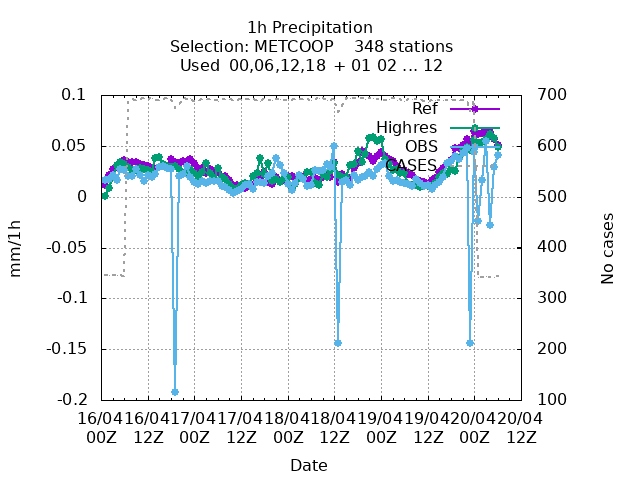 1h Precipitation
Selection: METCOOP    348 stations
Used  00,06,12,18 + 01 02 ... 12
0.1
0.05
0
-0.05
-0.1
-0.15
-0.2
mm/1h
700
600
500
400
300
200
100
No cases
Ref
Highres
OBS
CASES
16/04 16/04 17/04 17/04 18/04 18/04 19/04 19/04 20/04 20/04
00Z 12Z 00Z 12Z 00Z 12Z 00Z 12Z 00Z 12Z
Date